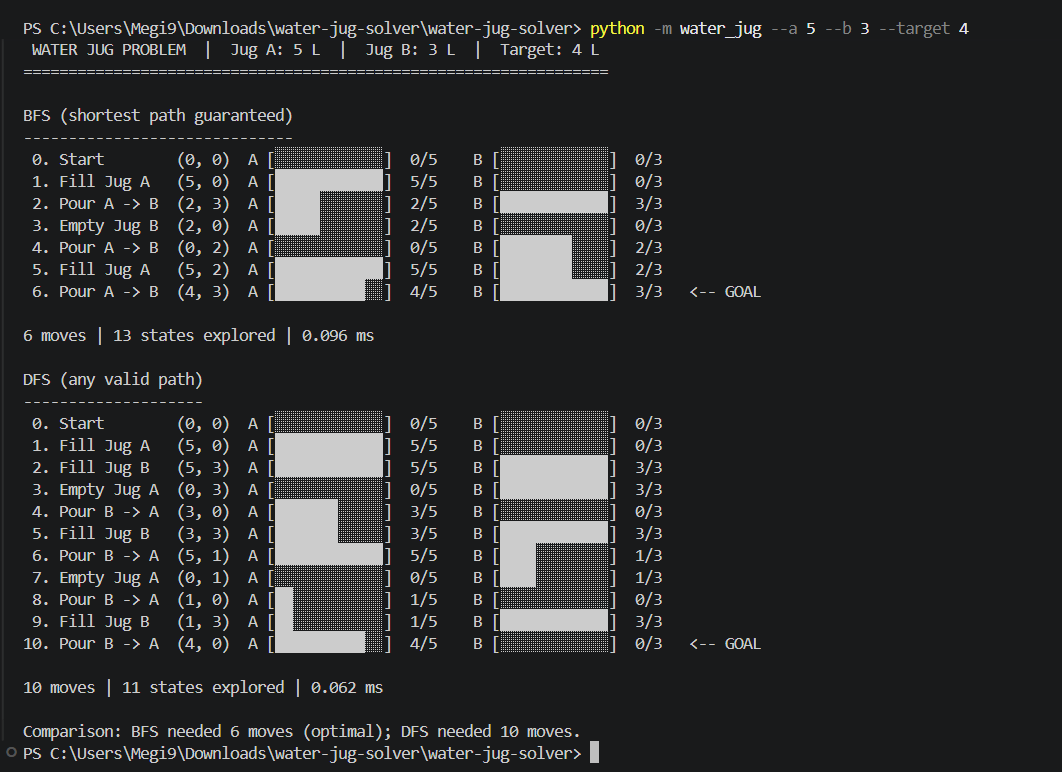 PS C:\Users\Megi9\Downloads\water-jug-solver\water-jug-solver> python -m water_jug --a 5 --b 3 --target 4
WATER JUG PROBLEM | Jug A: 5 L | Jug B: 3 L | Target: 4 L
=================================================================
BFS (shortest path guaranteed)
------------------------------
0. Start (0, 0) A [░░░░░░░░░░░░] 0/5 B [░░░░░░░░░░░░] 0/3
1. Fill Jug A (5, 0) A [████████████] 5/5 B [░░░░░░░░░░░░] 0/3
2. Pour A -> B (2, 3) A [█████░░░░░░░] 2/5 B [████████████] 3/3
3. Empty Jug B (2, 0) A [█████░░░░░░░] 2/5 B [░░░░░░░░░░░░] 0/3
4. Pour A -> B (0, 2) A [░░░░░░░░░░░░] 0/5 B [████████░░░░] 2/3
5. Fill Jug A (5, 2) A [████████████] 5/5 B [████████░░░░] 2/3
6. Pour A -> B (4, 3) A [██████████░░] 4/5 B [████████████] 3/3 <-- GOAL
6 moves | 13 states explored | 0.096 ms
DFS (any valid path)
--------------------
0. Start (0, 0) A [░░░░░░░░░░░░] 0/5 B [░░░░░░░░░░░░] 0/3
1. Fill Jug A (5, 0) A [████████████] 5/5 B [░░░░░░░░░░░░] 0/3
2. Fill Jug B (5, 3) A [████████████] 5/5 B [████████████] 3/3
3. Empty Jug A (0, 3) A [░░░░░░░░░░░░] 0/5 B [████████████] 3/3
4. Pour B -> A (3, 0) A [███████░░░░░] 3/5 B [░░░░░░░░░░░░] 0/3
5. Fill Jug B (3, 3) A [███████░░░░░] 3/5 B [████████████] 3/3
6. Pour B -> A (5, 1) A [████████████] 5/5 B [████░░░░░░░░] 1/3
7. Empty Jug A (0, 1) A [░░░░░░░░░░░░] 0/5 B [████░░░░░░░░] 1/3
8. Pour B -> A (1, 0) A [██░░░░░░░░░░] 1/5 B [░░░░░░░░░░░░] 0/3
9. Fill Jug B (1, 3) A [██░░░░░░░░░░] 1/5 B [████████████] 3/3
10. Pour B -> A (4, 0) A [██████████░░] 4/5 B [░░░░░░░░░░░░] 0/3 <-- GOAL
10 moves | 11 states explored | 0.062 ms
Comparison: BFS needed 6 moves (optimal); DFS needed 10 moves.
PS C:\Users\Megi9\Downloads\water-jug-solver\water-jug-solver>